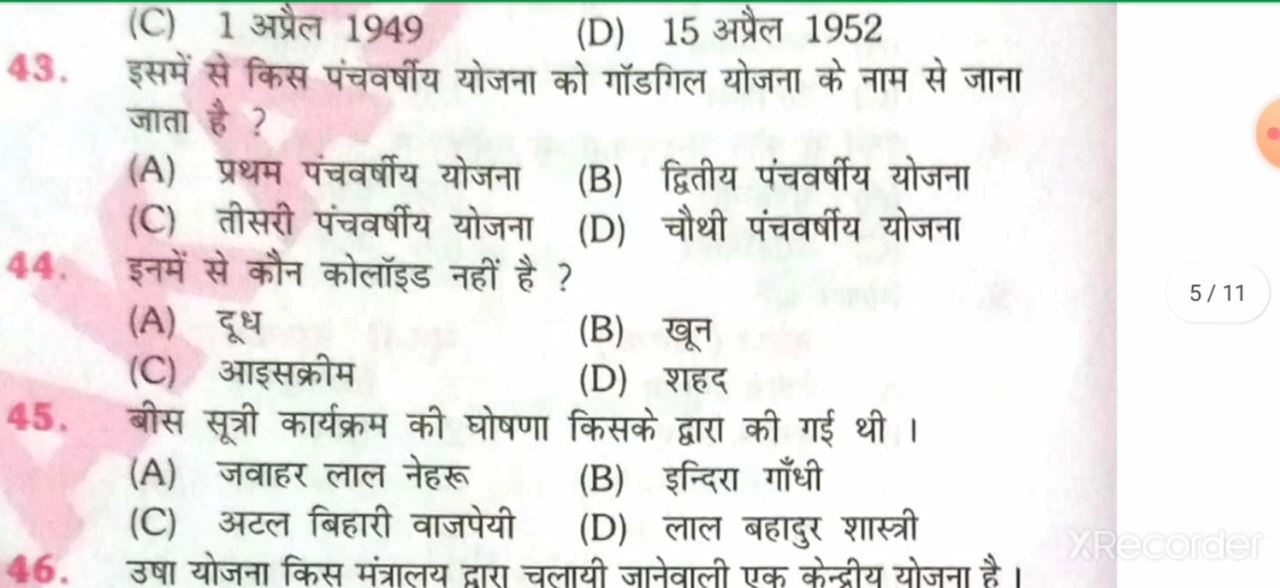 (C) 1 अप्रैल 1949 (D) 15 अप्रैल 1952
43. इसमें से किस पंचवर्षीय योजना को गॉडगिल योजना के नाम से जाना
जाता है ?
(A) प्रथम पंचवर्षीय योजना (B) द्वितीय पंचवर्षीय योजना
(C) तीसरी पंचवर्षीय योजना (D) चौथी पंचवर्षीय योजना
44. इनमें से कौन कोलॉइड नहीं है ?
(A) दूध (B) खून
(C) आइसक्रीम (D) शहद
5 / 11
45. बीस सूत्री कार्यक्रम की घोषणा किसके द्वारा की गई थी ।
(A) जवाहर लाल नेहरू (B) इन्दिरा गाँधी
(C) अटल बिहारी वाजपेयी (D) लाल बहादुर शास्त्री
XRecorder
46. उषा योजना किस मंत्रालय द्वारा चलायी जानेवाली एक केन्द्रीय योजना है ।